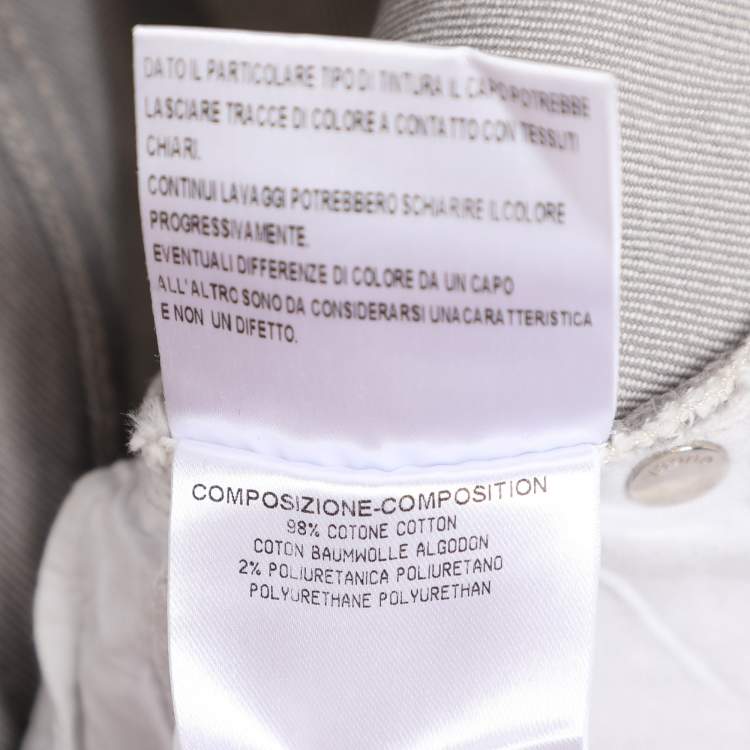 DATO IL PARTICOLARE TIPO DI TINTURA IL CAPO POTREBBE
LASCIARE TRACCE DI COLORE A CONTATTO CON TESSUTI
CHIARI.
CONTINUI LAVAGGI POTREBBERO SCHIARIRE IL COLORE
PROGRESSIVAMENTE.
EVENTUALI DIFFERENZE DI COLORE DA UN CAPO
ALL'ALTRO SONO DA CONSIDERARSI UNA CARATTERISTICA
E NON UN DIFETTO.
COMPOSIZIONE-COMPOSITION
98% COTONE COTTON
COTON BAUMWOLLE ALGODON
2% POLIURETANICA POLIURETANO
POLYURETHANE POLYURETHAN